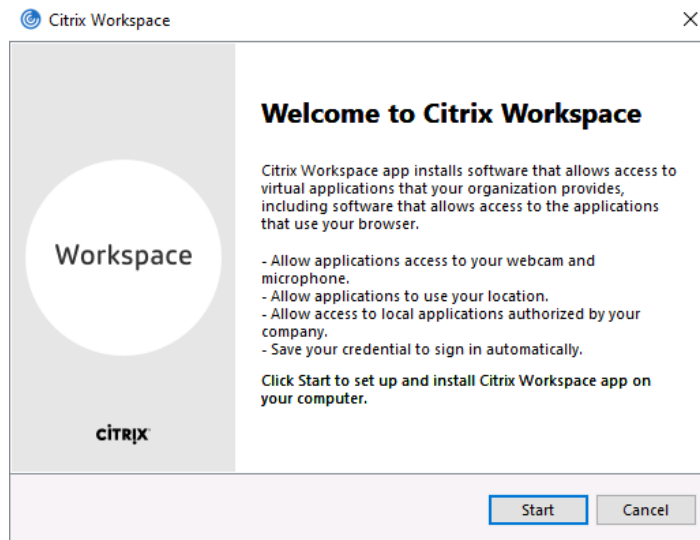 Citrix Workspace
Welcome to Citrix Workspace
Citrix Workspace app installs software that allows access to
virtual applications that your organization provides,
including software that allows access to the applications
that use your browser.
- Allow applications access to your webcam and
microphone.
- Allow applications to use your location.
- Allow access to local applications authorized by your
company.
- Save your credential to sign in automatically.
Click Start to set up and install Citrix Workspace app on
your computer.
Workspace
CİTRIX
Start
Cancel